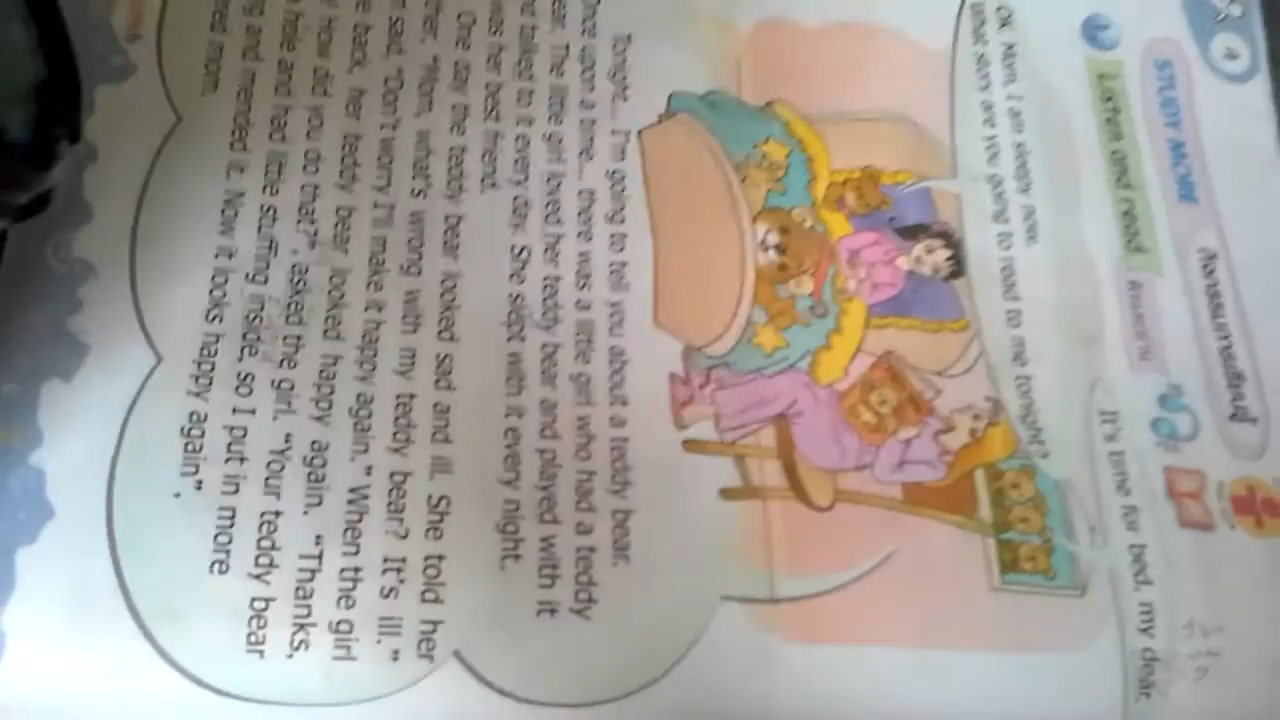 4
STUDY MORE
Listen and read
It's time for bed, my dear.
OK. Mom, I am sleepy now.
What story are you going to read to me tonight?
Tonight... I'm going to tell you about a teddy bear.
Once upon a time... there was a little girl who had a teddy
bear. The little girl loved her teddy bear and played with it
and talked to it every day. She slept with it every night.
was her best friend.
One day the teddy bear looked sad and ill. She told her
"Mom, what's wrong with my teddy bear? It's ill."
said, "Don't worry I'll make it happy again." When the girl
back, her teddy bear looked happy again. "Thanks,
How did you do that?", asked the girl. "Your teddy bear
hole and had little stuffing inside, so I put in more
and mended it. Now it looks happy again",
mom.